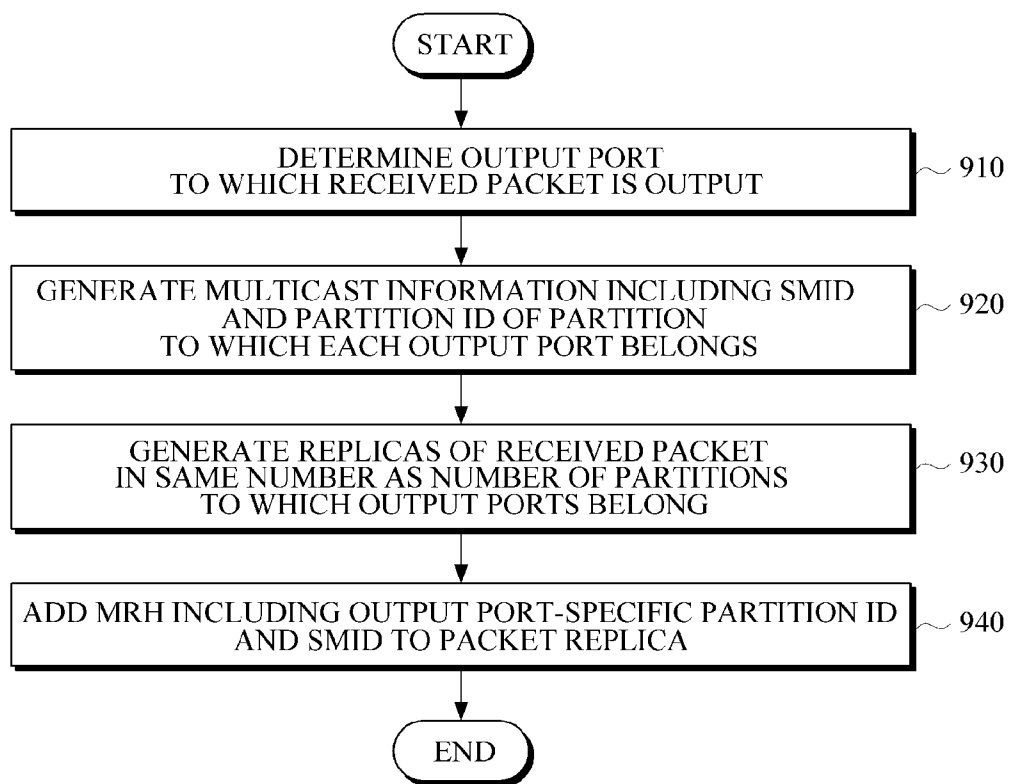 START
DETERMINE OUTPUT PORT
TO WHICH RECEIVED PACKET IS OUTPUT
910
GENERATE MULTICAST INFORMATION INCLUDING SMID
AND PARTITION ID OF PARTITION
TO WHICH EACH OUTPUT PORT BELONGS
920
GENERATE REPLICAS OF RECEIVED PACKET
IN SAME NUMBER AS NUMBER OF PARTITIONS
TO WHICH OUTPUT PORTS BELONG
930
ADD MRH INCLUDING OUTPUT PORT-SPECIFIC PARTITION ID
AND SMID TO PACKET REPLICA
940
END